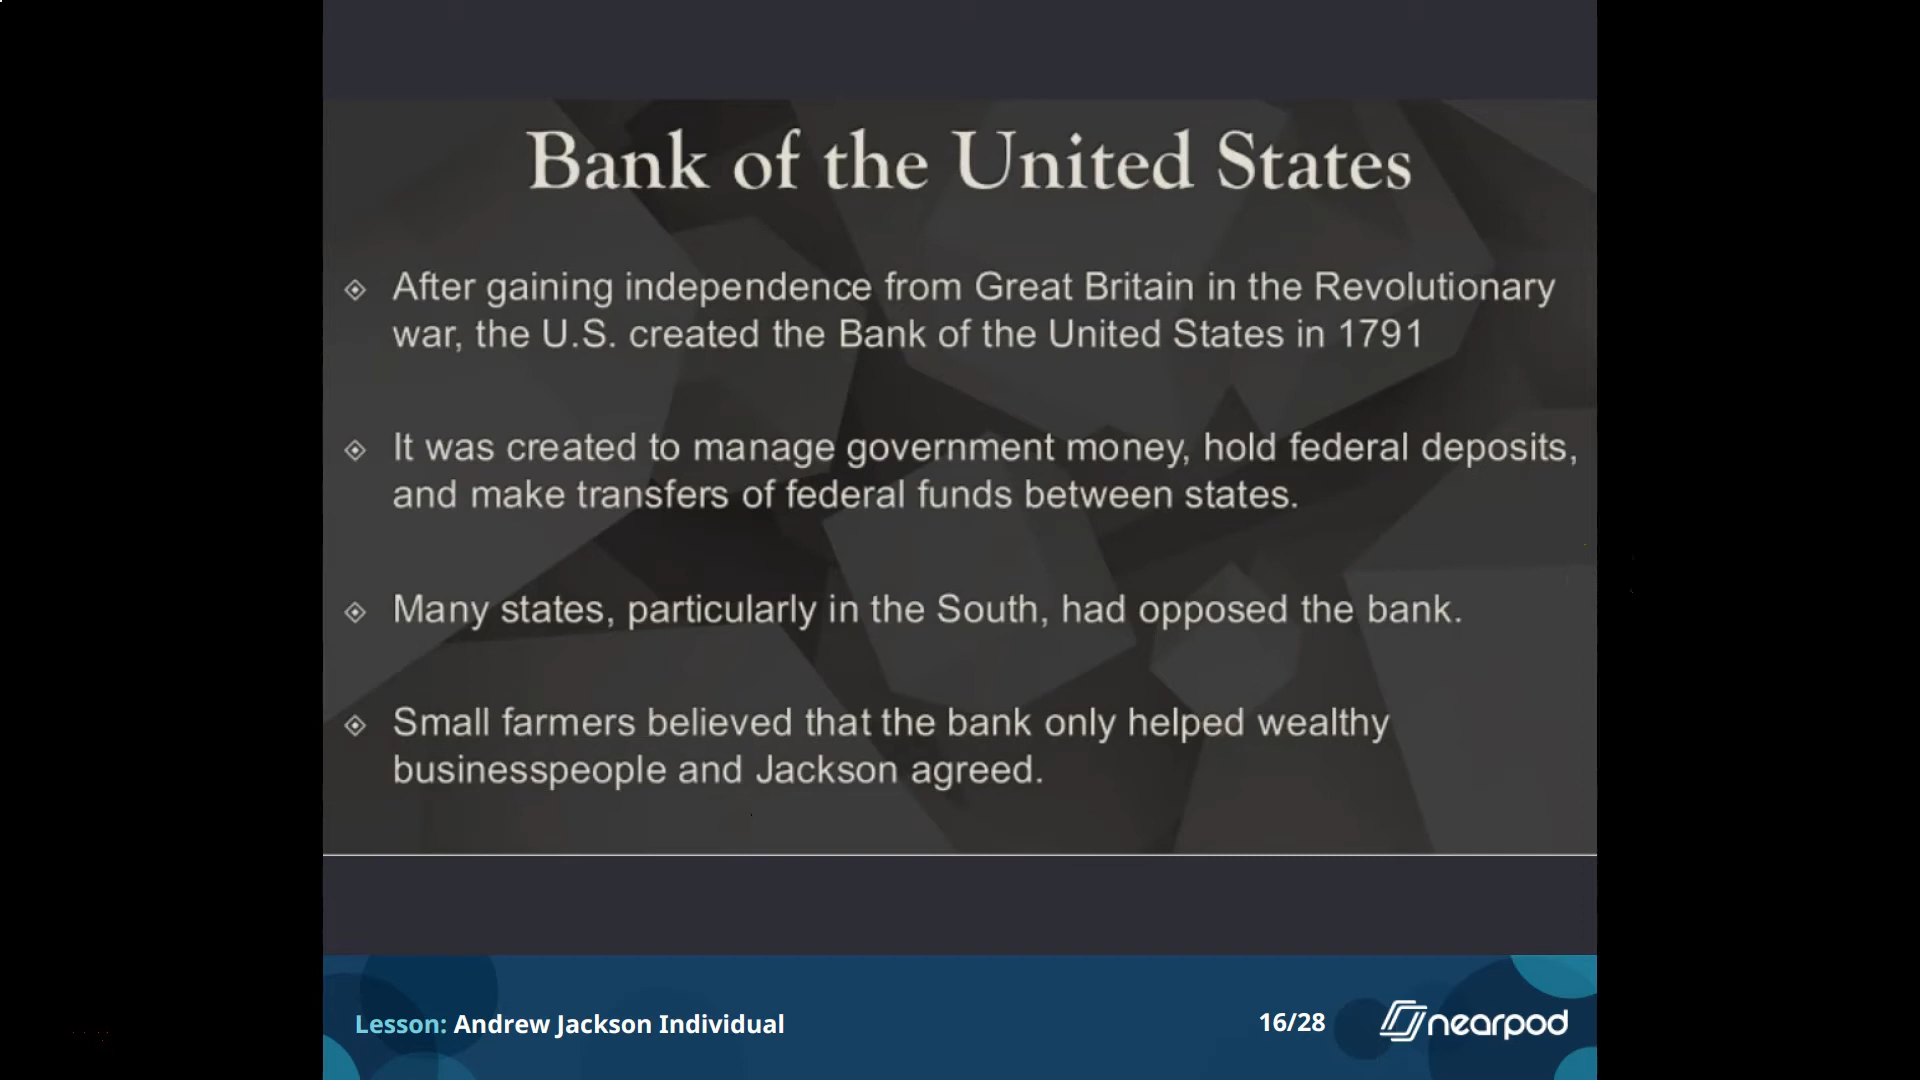 Bank of the United States
After gaining independence from Great Britain in the Revolutionary
war, the U.S. created the Bank of the United States in 1791
It was created to manage government money, hold federal deposits,
and make transfers of federal funds between states.
Many states, particularly in the South, had opposed the bank.
Small farmers believed that the bank only helped wealthy
businesspeople and Jackson agreed.
Lesson: Andrew Jackson Individual
16/28
nearpod